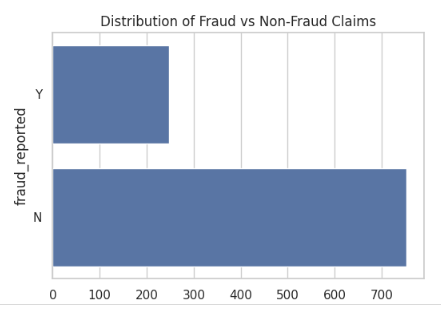 Distribution of Fraud vs Non-Fraud Claims
Y
fraud_reported
N
0 100 200 300 400 500 600 700